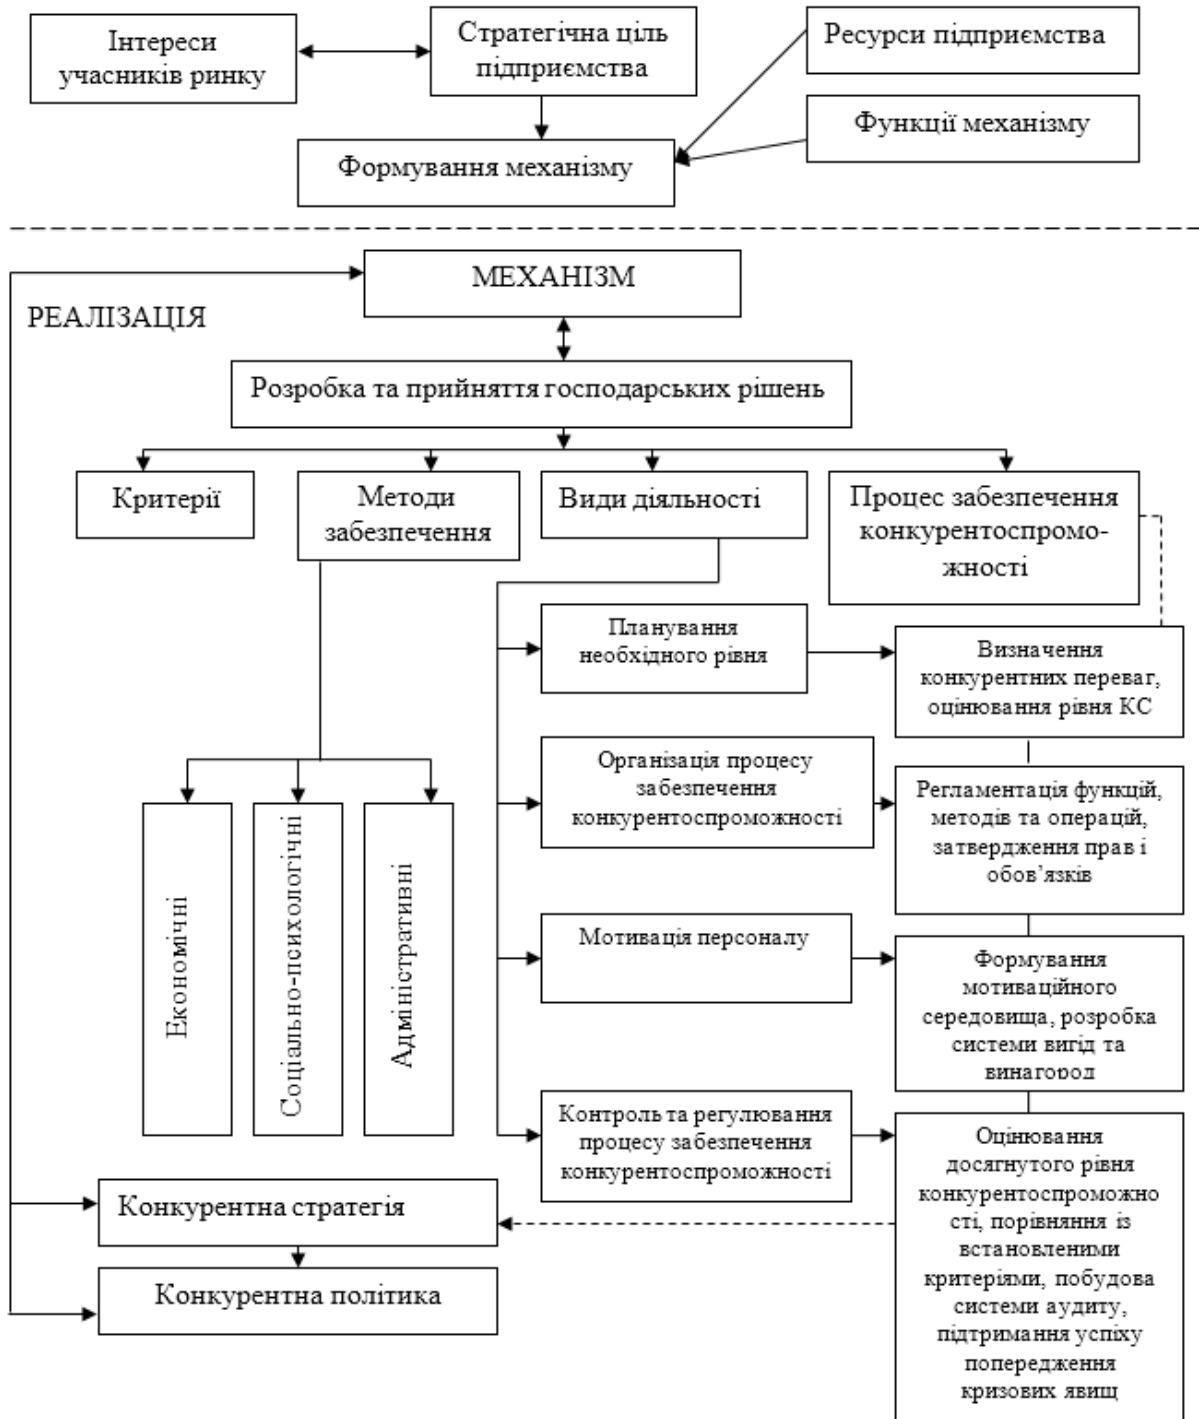 Інтереси
учасників ринку
Стратегічна ціль
підприємства
Ресурси підприємства
Функції механізму
Формування механізму
МЕХАНІЗМ
РЕАЛІЗАЦІЯ
Розробка та прийняття господарських рішень
Критерії
Методи
забезпечення
Види діяльності
Процес забезпечення
конкурентоспромо-
жності
Планування
необхідного рівня
Визначення
конкурентних переваг,
оцінювання рівня КС
Організація процесу
забезпечення
конкурентоспроможності
Регламентація функцій,
методів та операцій,
затвердження прав і
обов’язків
Економічні
Соціально-психологічні
Адміністративні
Мотивація персоналу
Формування
мотиваційного
середовища, розробка
системи вигід та
винагород
Контроль та регулювання
процесу забезпечення
конкурентоспроможності
Оцінювання
досягнутого рівня
конкурентоспроможно
сті, порівняння із
встановленими
критеріями, побудова
системи аудиту,
підтримання успіху
попередження
кризових явищ
Конкурентна стратегія
Конкурентна політика